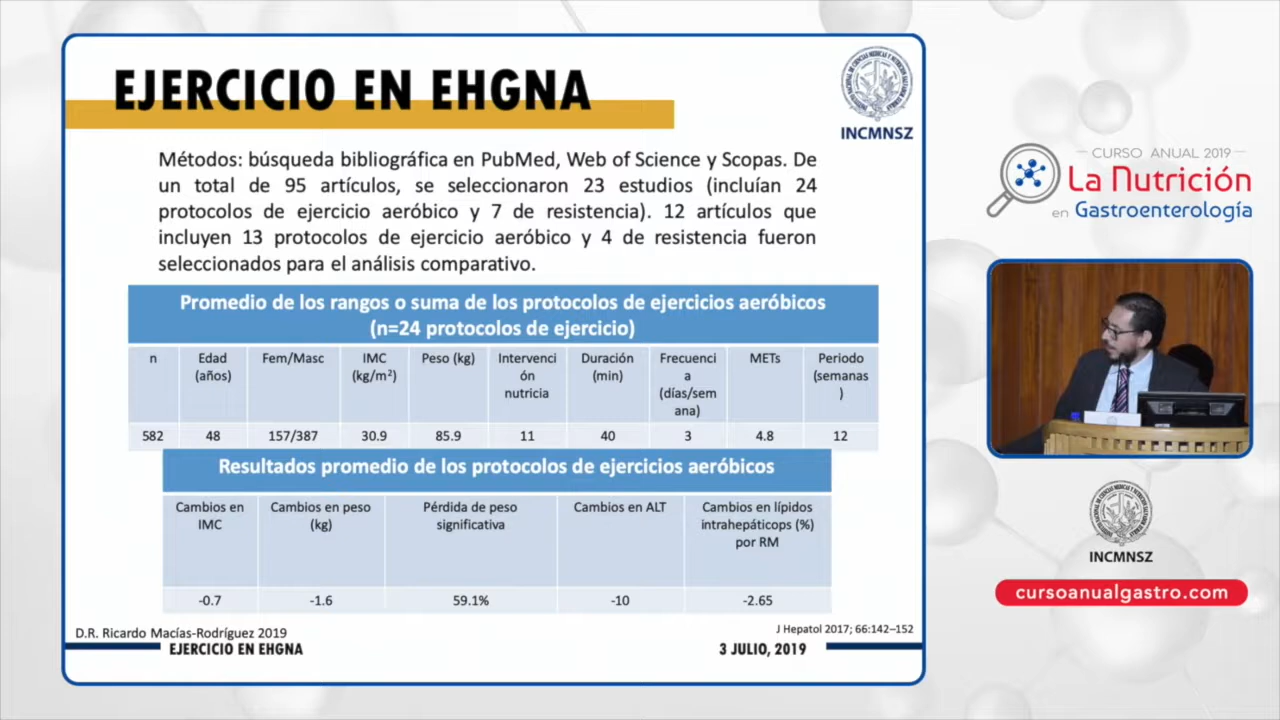 EJERCICIO EN EHGNA
INCMNSZ
Métodos: búsqueda bibliográfica en PubMed, Web of Science y Scopas. De
un total de 95 artículos, se seleccionaron 23 estudios (incluían 24
protocolos de ejercicio aeróbico y 7 de resistencia). 12 artículos que
incluyen 13 protocolos de ejercicio aeróbico y 4 de resistencia fueron
seleccionados para el análisis comparativo.
Promedio de los rangos o suma de los protocolos de ejercicios aeróbicos
(n=24 protocolos de ejercicio)
n
Edad
(años)
Fem/Masc
IMC
(kg/m²)
Peso (kg)
Intervenci
ón
nutricia
Duración
(min)
Frecuenci
a
(días/sem
ana)
METs
Periodo
(semanas
)
582 48 157/387 30.9 85.9 11 40 3 4.8 12
Resultados promedio de los protocolos de ejercicios aeróbicos
Cambios en
IMC
Cambios en peso
(kg)
Pérdida de peso
significativa
Cambios en ALT
Cambios en lípidos
intrahepáticops (%)
por RM
-0.7 -1.6 59.1% -10 -2.65
D.R. Ricardo Macías-Rodríguez 2019
J Hepatol 2017; 66:142–152
EJERCICIO EN EHGNA
3 JULIO, 2019
CURSO ANUAL 2019
La Nutrición
en Gastroenterología
INCMNSZ
cursoanualgastro.com